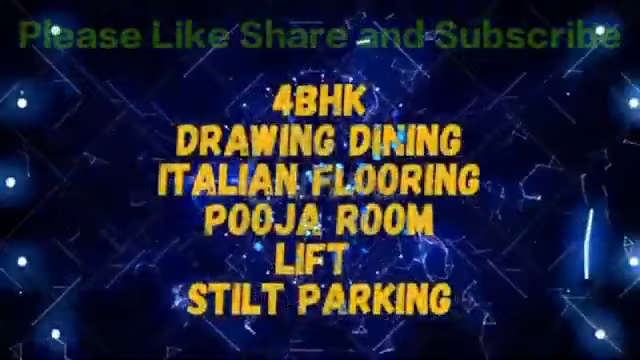 Please Like Share and Subscribe
4BHK
DRAWING DINING
ITALIAN FLOORING
POOJA ROOM
LIFT
STILT PARKING